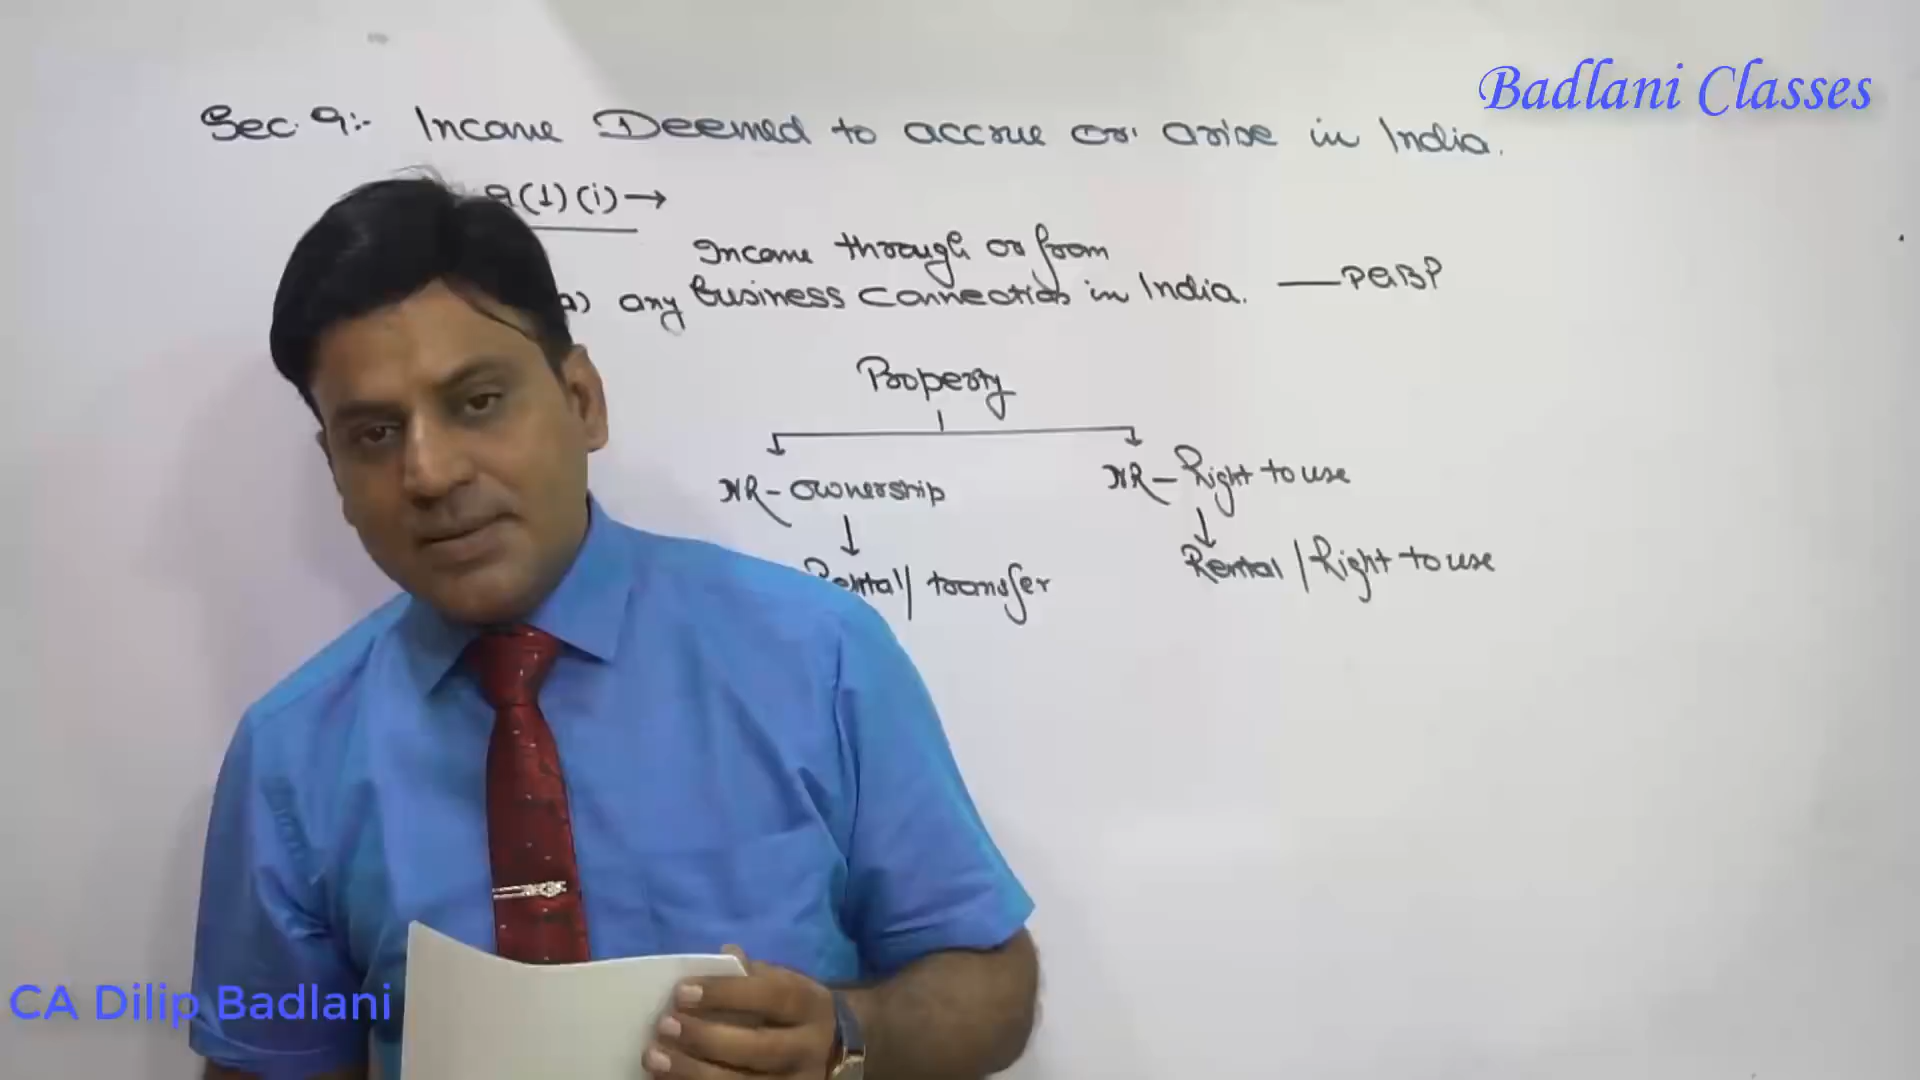 Badlani Classes
Sec. 9:- Income Deemed to accrue or arise in India.
9(1)(i) →
Income through or from
a) any business connection in India. — PGBP
Property
NR - ownership
NR - Right to use
Rental / transfer
Rental / Right to use
CA Dilip Badlani